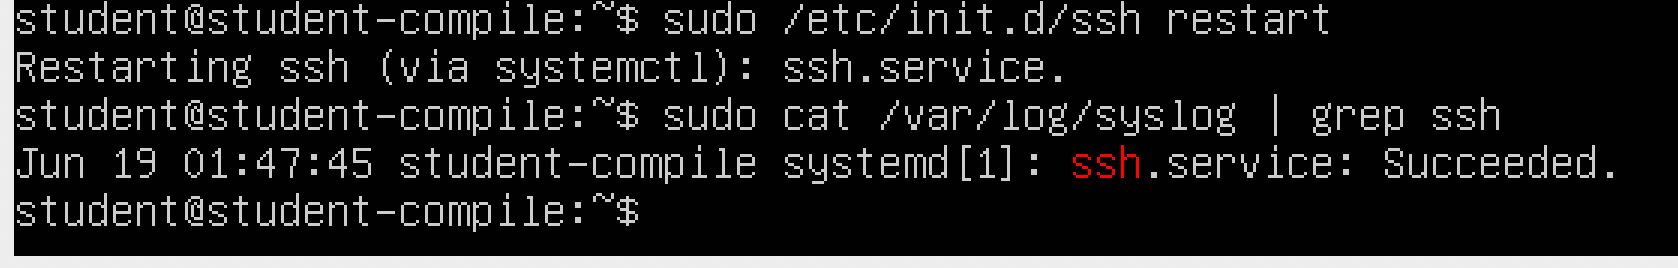 student@student-compile:~$ sudo /etc/init.d/ssh restart
Restarting ssh (via systemctl): ssh.service.
student@student-compile:~$ sudo cat /var/log/syslog | grep ssh
Jun 19 01:47:45 student-compile systemd[1]: ssh.service: Succeeded.
student@student-compile:~$